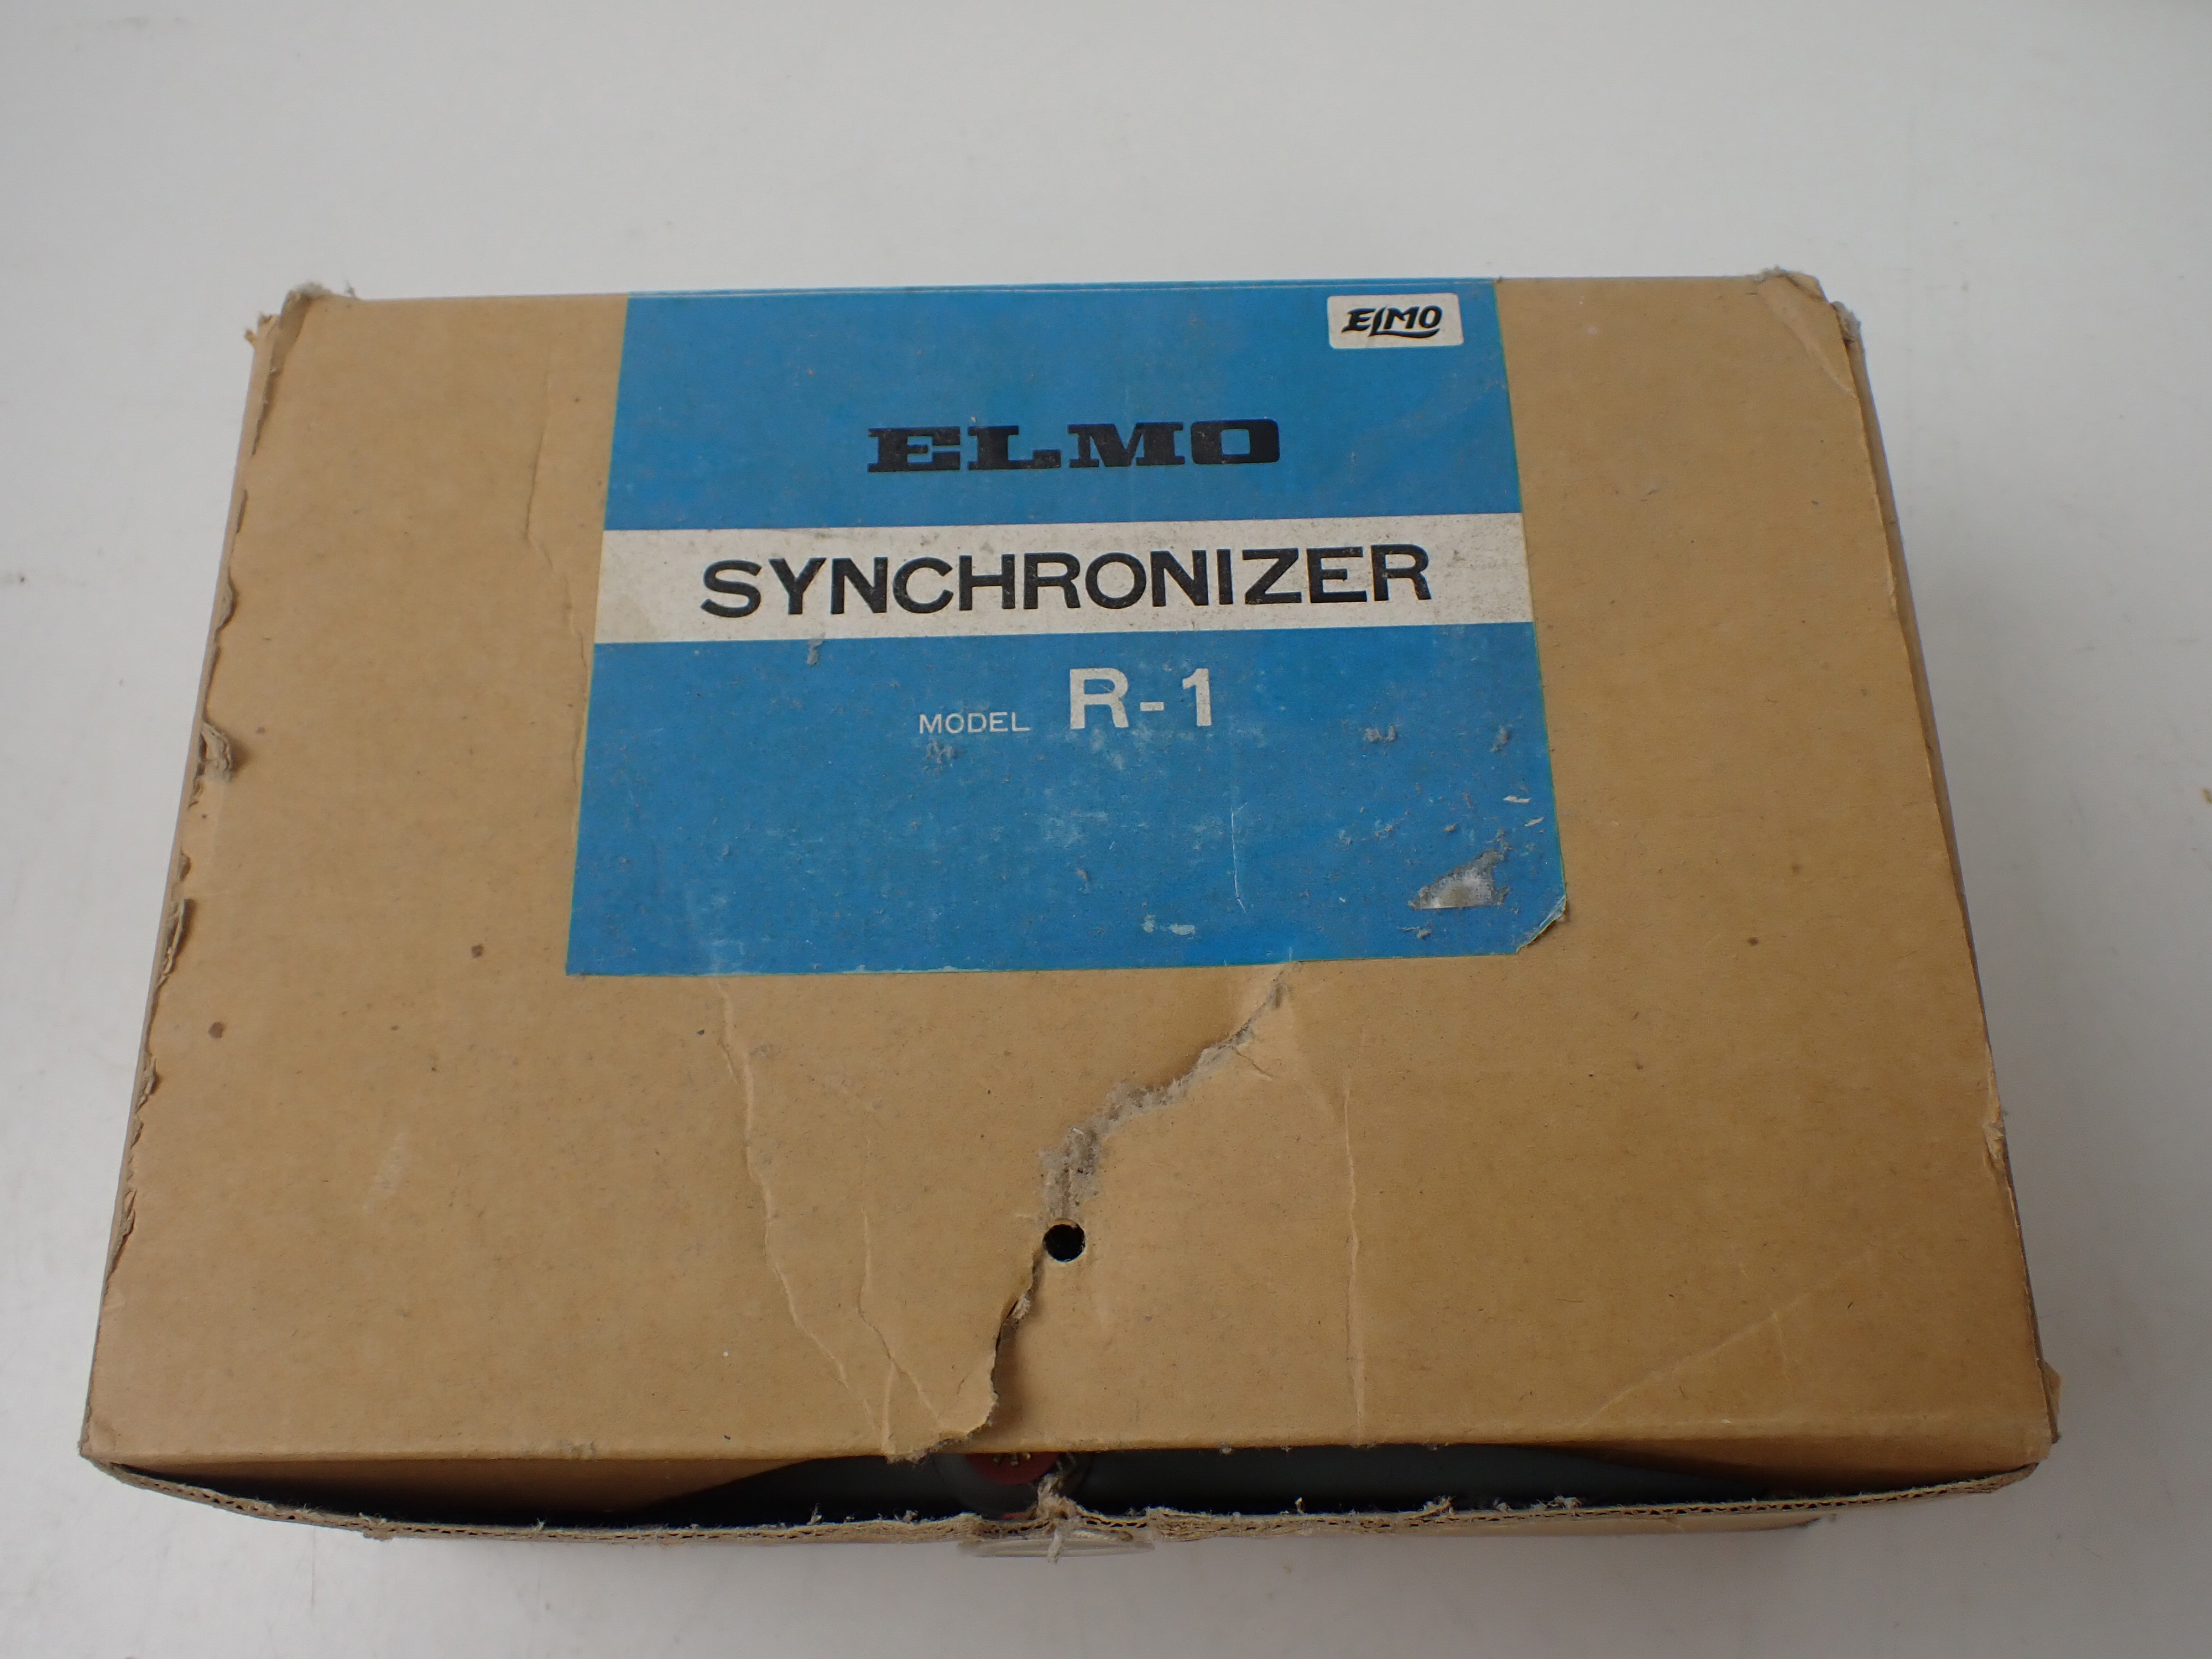 ELMO
ELMO
SYNCHRONIZER
MODEL R-1